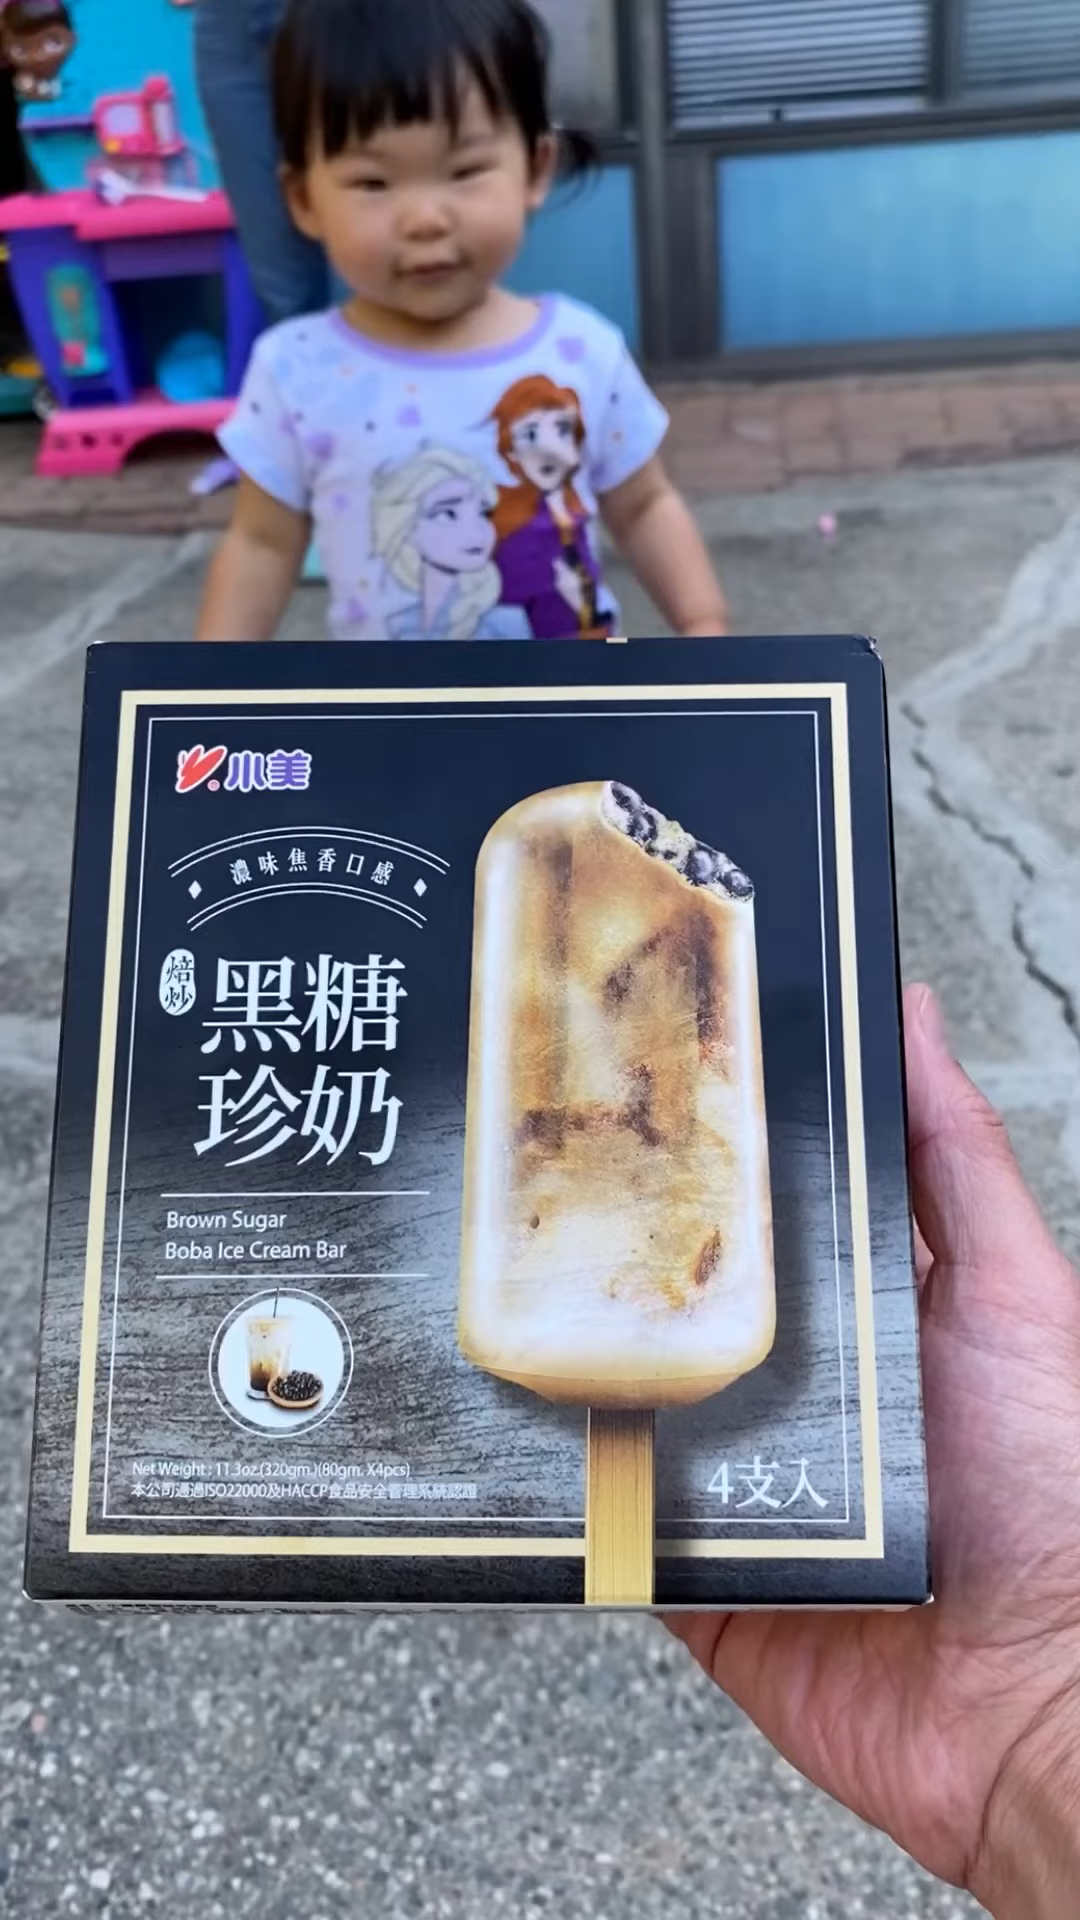 小美
濃味焦香口感
焙炒
黑糖
珍奶
Brown Sugar
Boba Ice Cream Bar
Net Weight : 11.3oz.(320gm.)(80gm. X4pcs)
本公司通過ISO22000及HACCP食品安全管理系統認證
4支入